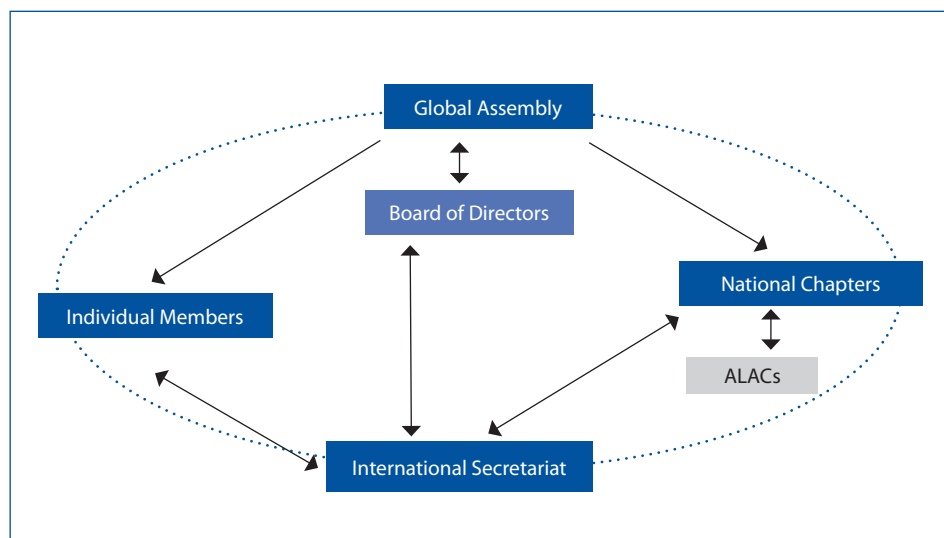 Global Assembly
Board of Directors
National Chapters
Individual Members
ALACs
International Secretariat